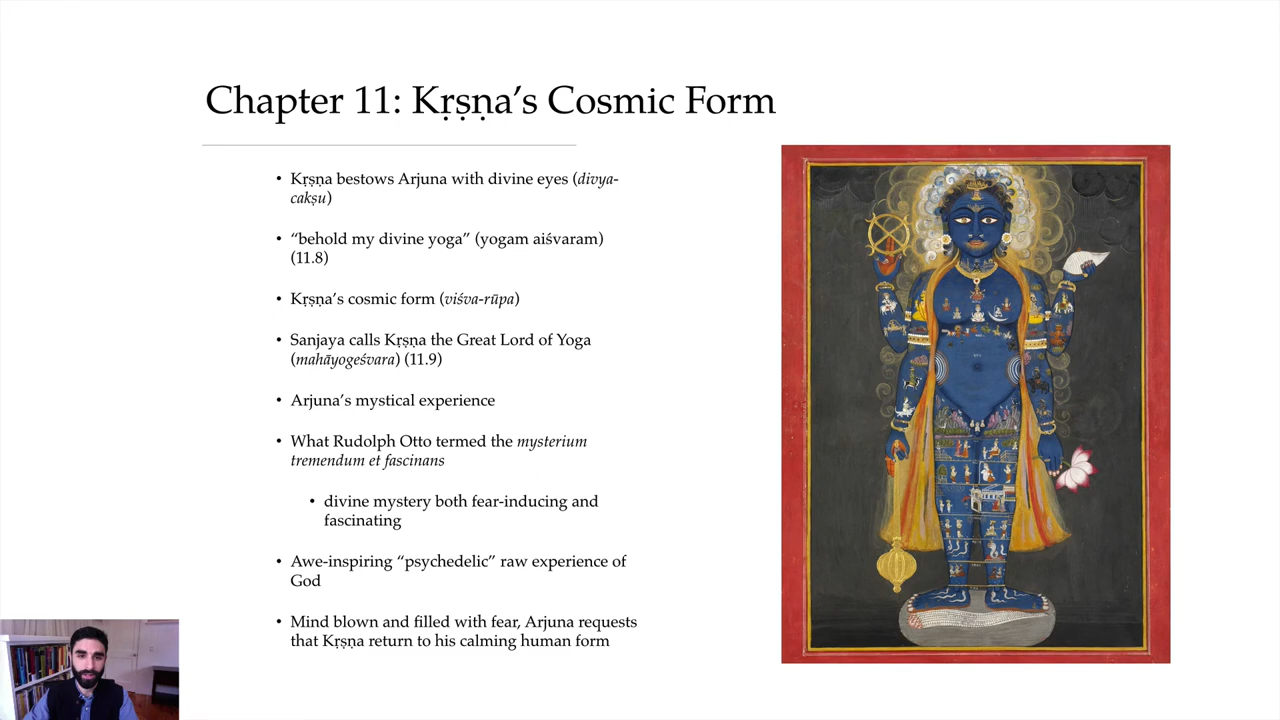 Chapter 11: Kṛṣṇa’s Cosmic Form
• Kṛṣṇa bestows Arjuna with divine eyes (divya-
cakṣu)
• “behold my divine yoga” (yogam aiśvaram)
(11.8)
• Kṛṣṇa’s cosmic form (viśva-rūpa)
• Sanjaya calls Kṛṣṇa the Great Lord of Yoga
(mahāyogeśvara) (11.9)
• Arjuna’s mystical experience
• What Rudolph Otto termed the mysterium
tremendum et fascinans
• divine mystery both fear-inducing and
fascinating
• Awe-inspiring “psychedelic” raw experience of
God
• Mind blown and filled with fear, Arjuna requests
that Kṛṣṇa return to his calming human form